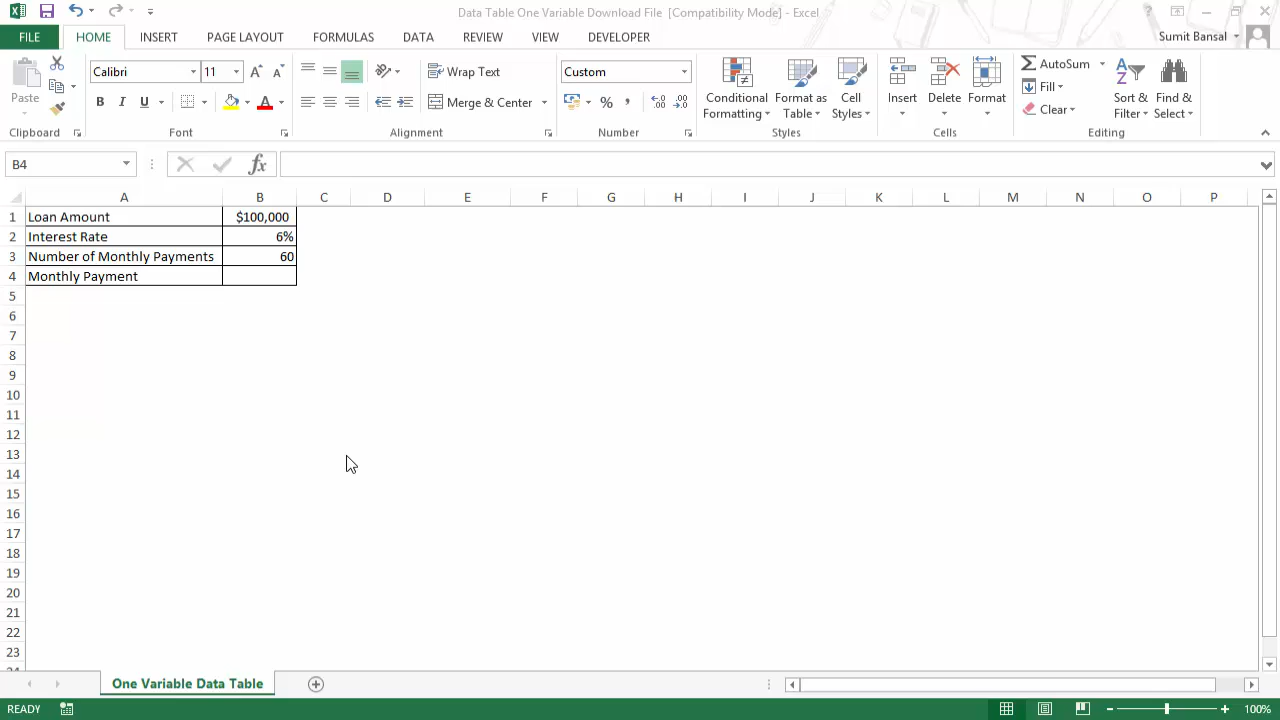 Data Table One Variable Download File [Compatibility Mode] - Excel
?
FILE HOME INSERT PAGE LAYOUT FORMULAS DATA REVIEW VIEW DEVELOPER Sumit Bansal
Paste
Clipboard
Calibri 11
B I U A
Font
Wrap Text
Merge & Center
Alignment
Custom
% ,
Number
Conditional Formatting
Format as Table
Cell Styles
Styles
Insert Delete Format
Cells
AutoSum
Fill
Clear
Sort & Filter
Find & Select
Editing
B4 fx
A B C D E F G H I J K L M N O P
1 Loan Amount $100,000
2 Interest Rate 6%
3 Number of Monthly Payments 60
4 Monthly Payment
5
6
7
8
9
10
11
12
13
14
15
16
17
18
19
20
21
22
23
One Variable Data Table
READY 100%